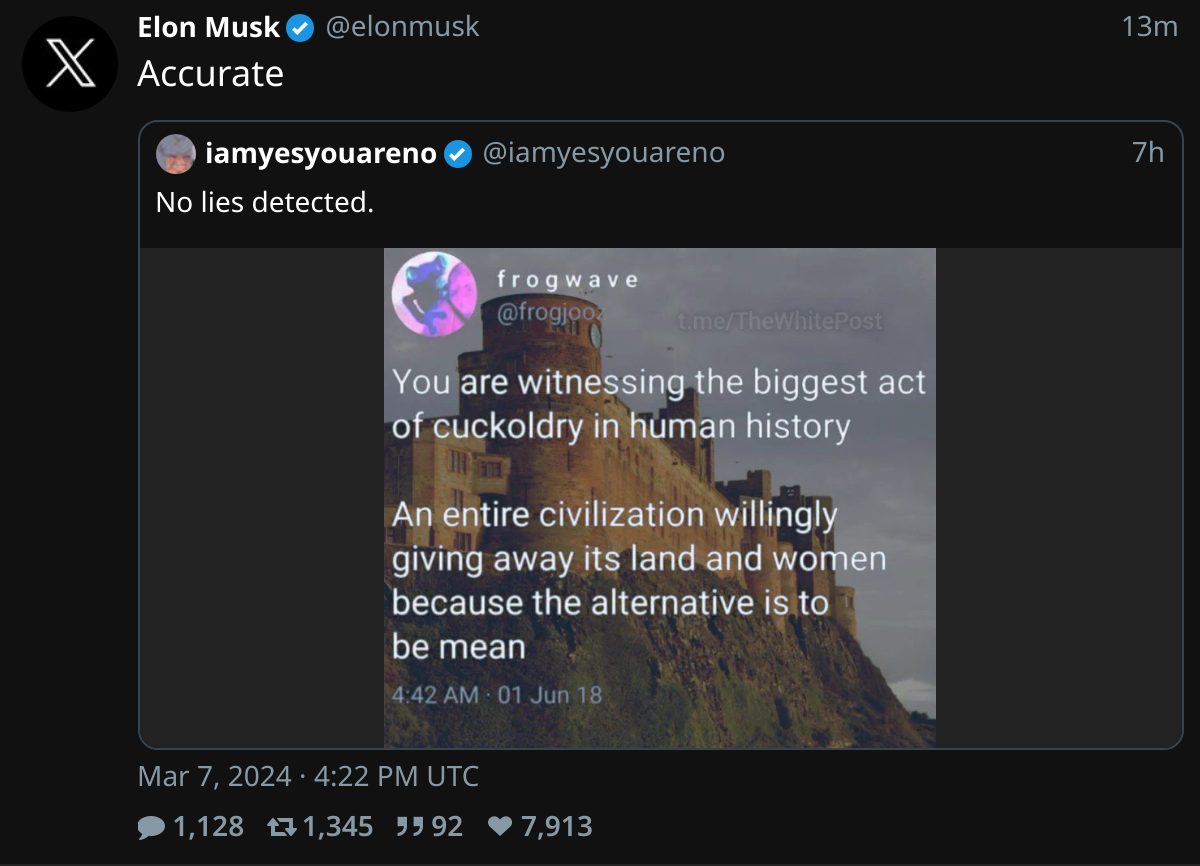 Elon Musk @elonmusk 13m
Accurate
iamyesyouareno @iamyesyouareno 7h
No lies detected.
frogwave
@frogjooz
t.me/TheWhitePost
You are witnessing the biggest act
of cuckoldry in human history
An entire civilization willingly
giving away its land and women
because the alternative is to
be mean
4:42 AM · 01 Jun 18
Mar 7, 2024 · 4:22 PM UTC
1,128 1,345 92 7,913